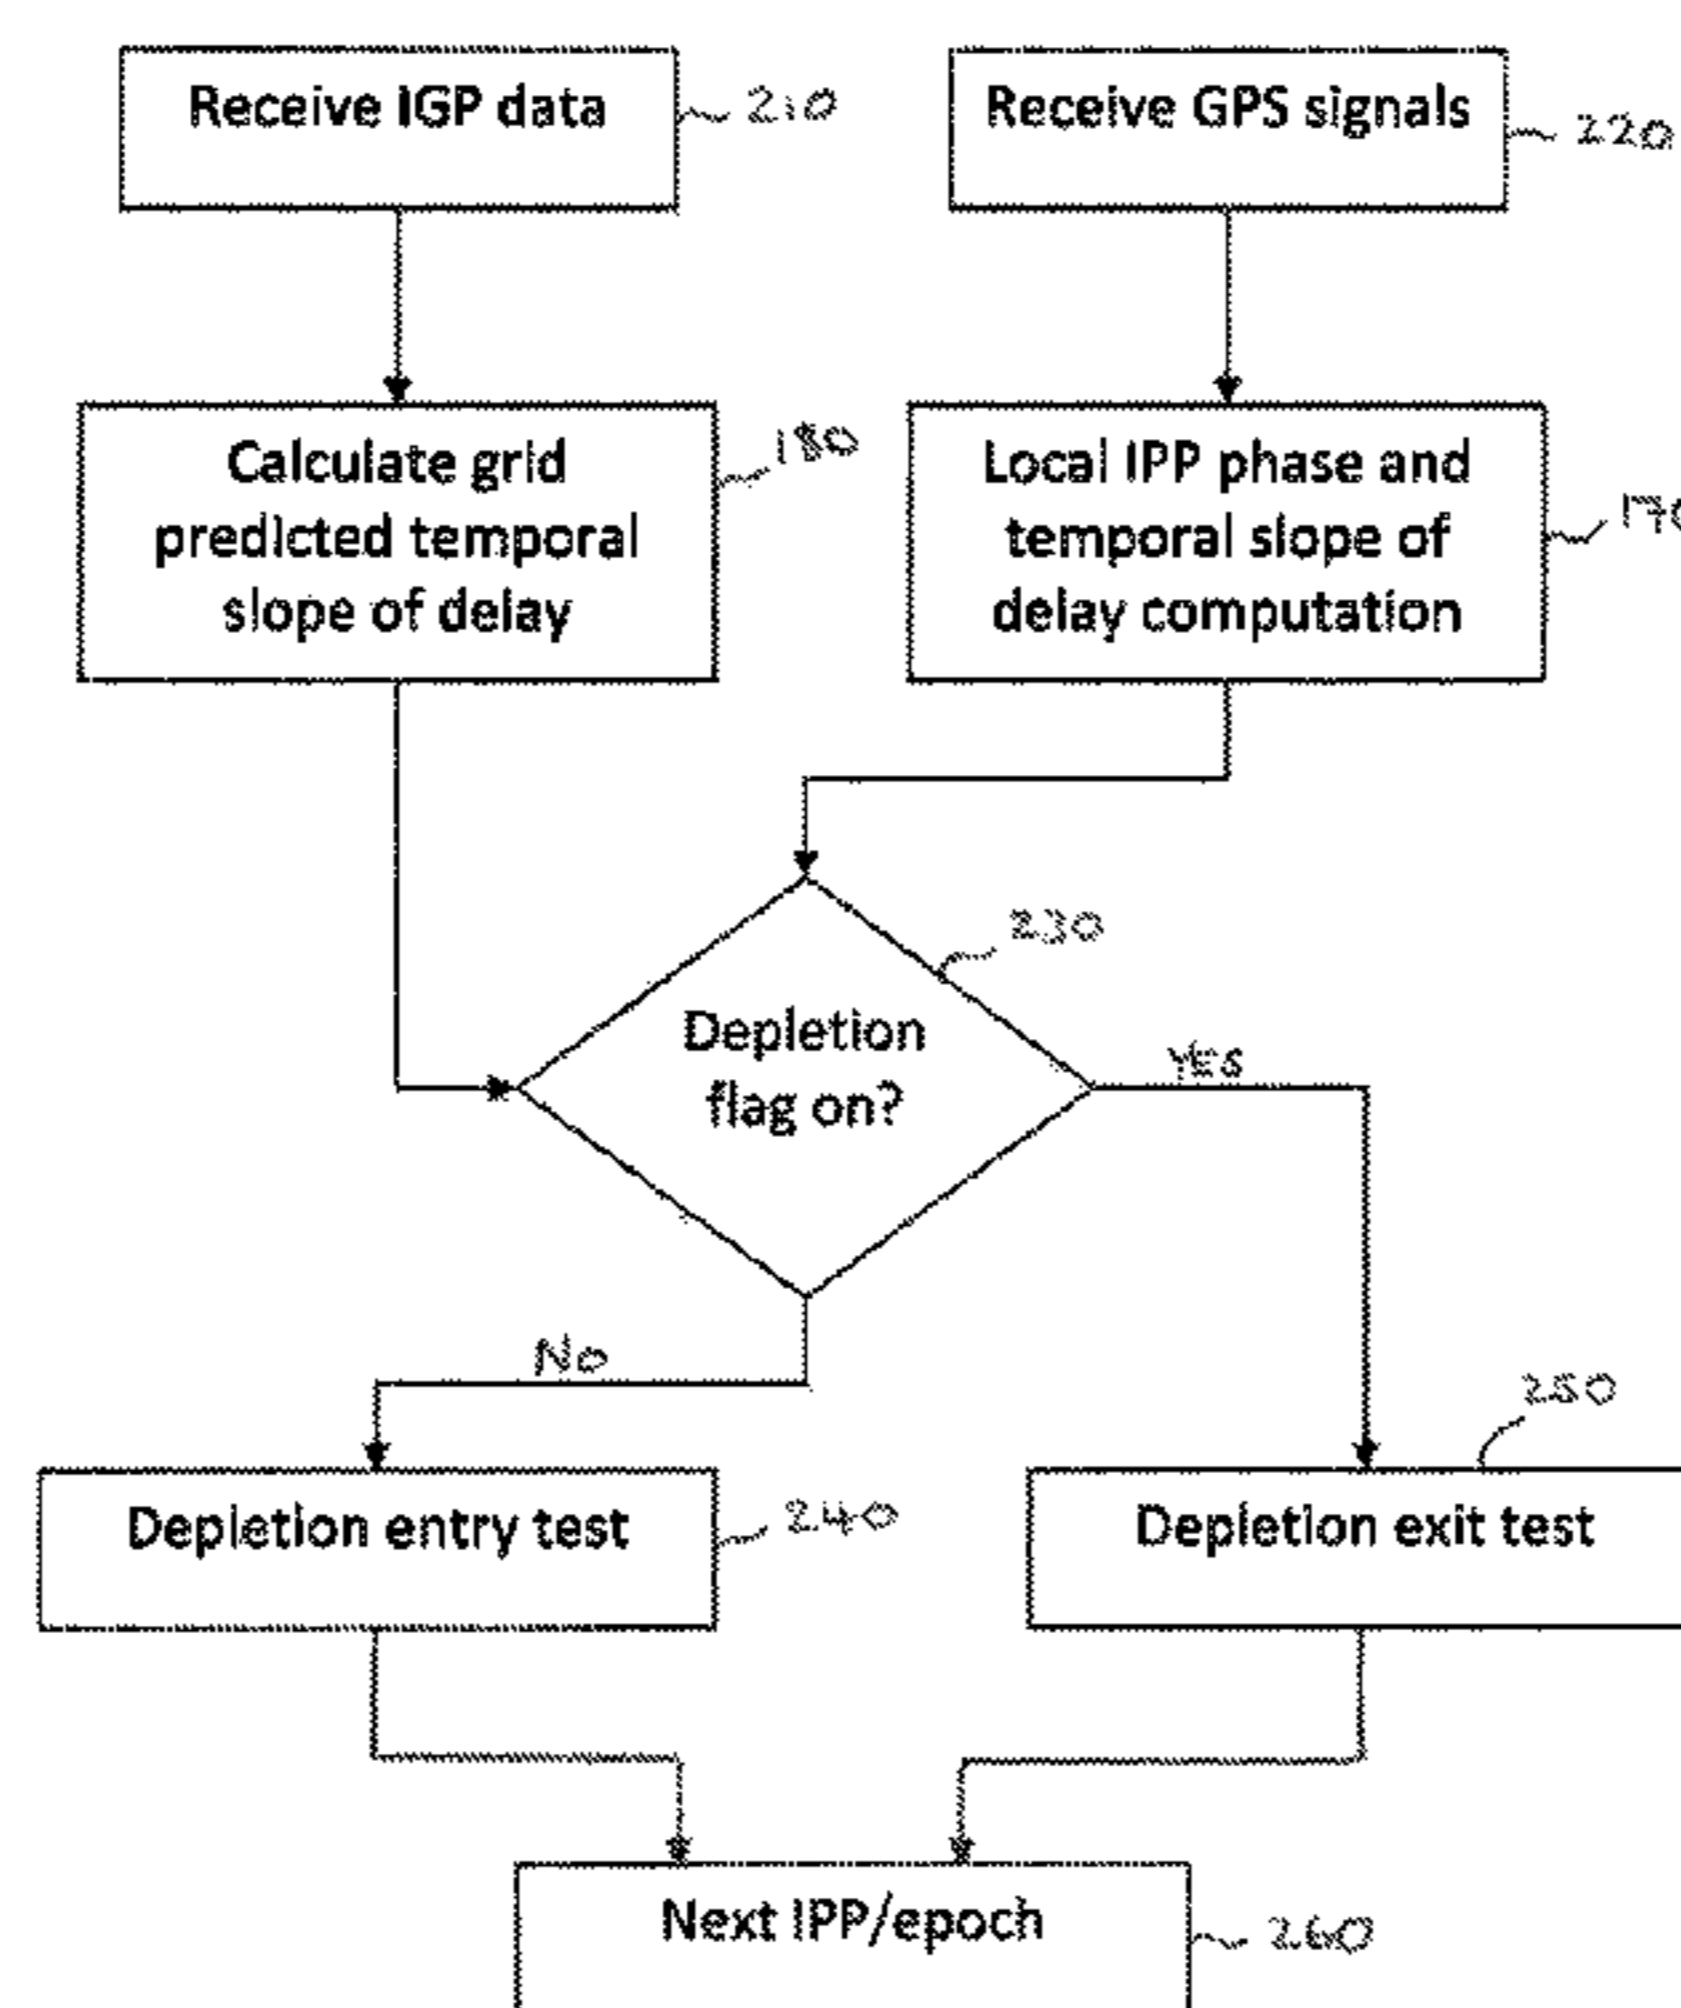 Receive IGP data
210
Receive GPS signals
220
Calculate grid
predicted temporal
slope of delay
180
Local IPP phase and
temporal slope of
delay computation
Depletion
flag on?
230
YES
No
Depletion entry test
240
Depletion exit test
250
Next IPP/epoch
260